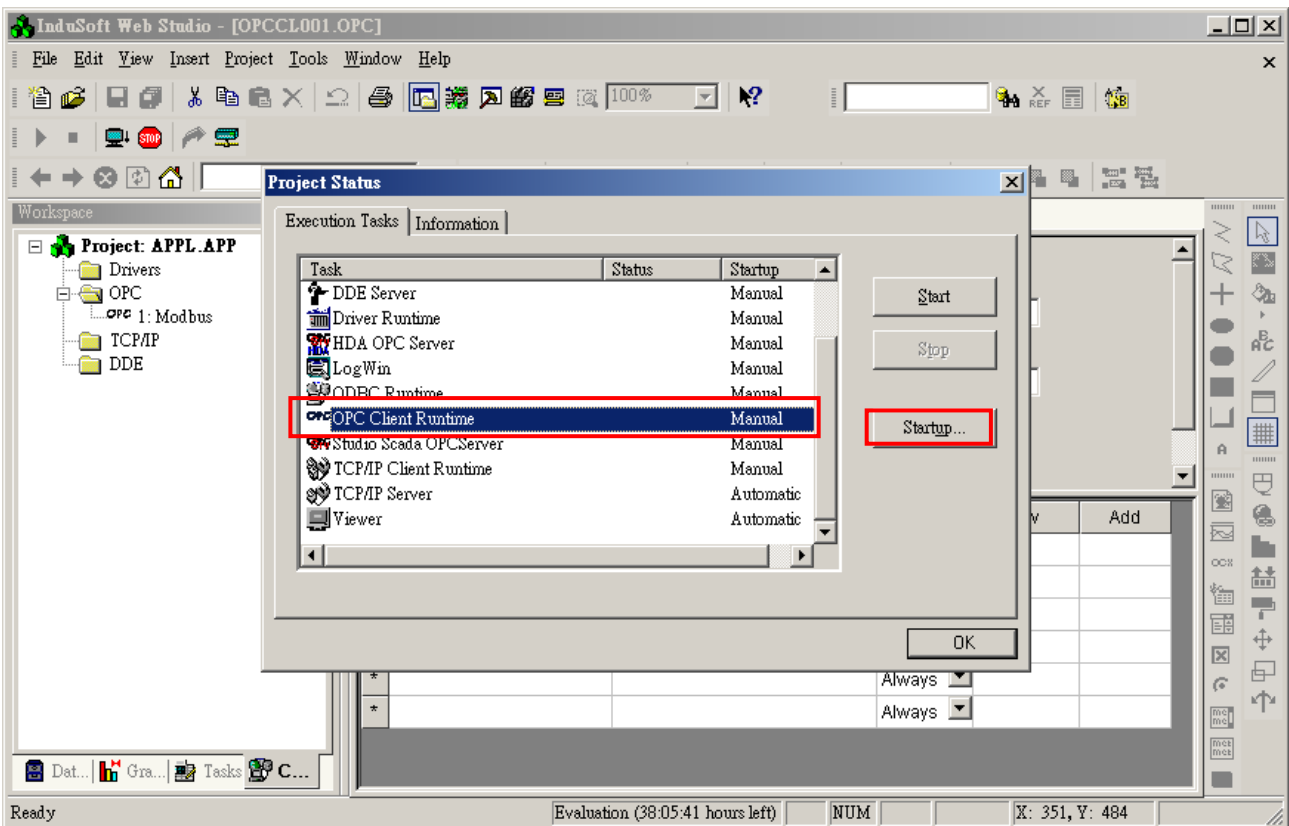 InduSoft Web Studio - [OPCCL001.OPC]
File Edit View Insert Project Tools Window Help
100%
REF
STOP
Project Status
Workspace
Execution Tasks Information
Project: APPL.APP
Drivers
OPC
OPC 1: Modbus
TCP/IP
DDE
Task Status Startup
DDE Server Manual
Driver Runtime Manual
HDA OPC Server Manual
LogWin Manual
ODBC Runtime Manual
OPC Client Runtime Manual
Studio Scada OPCServer Manual
TCP/IP Client Runtime Manual
TCP/IP Server Automatic
Viewer Automatic
Start
Stop
Startup...
OK
Add
* Always
* Always
Dat... Gra... Tasks C...
Ready Evaluation (38:05:41 hours left) NUM X: 351, Y: 484